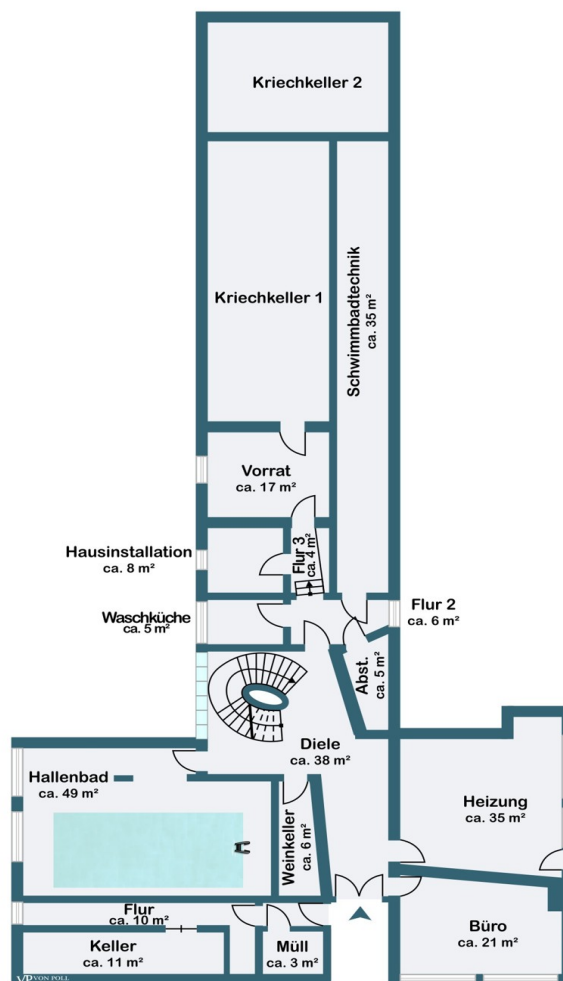 Kriechkeller 2
Kriechkeller 1
Schwimmbadtechnik
ca. 35 m²
Vorrat
ca. 17 m²
Hausinstallation
ca. 8 m²
Flur 3
ca. 4 m²
Waschküche
ca. 5 m²
Flur 2
ca. 6 m²
Abst.
ca. 5 m²
Diele
ca. 38 m²
Hallenbad
ca. 49 m²
Weinkeller
ca. 6 m²
Heizung
ca. 35 m²
Flur
ca. 10 m²
Keller
ca. 11 m²
Müll
ca. 3 m²
Büro
ca. 21 m²
VP VON POLL